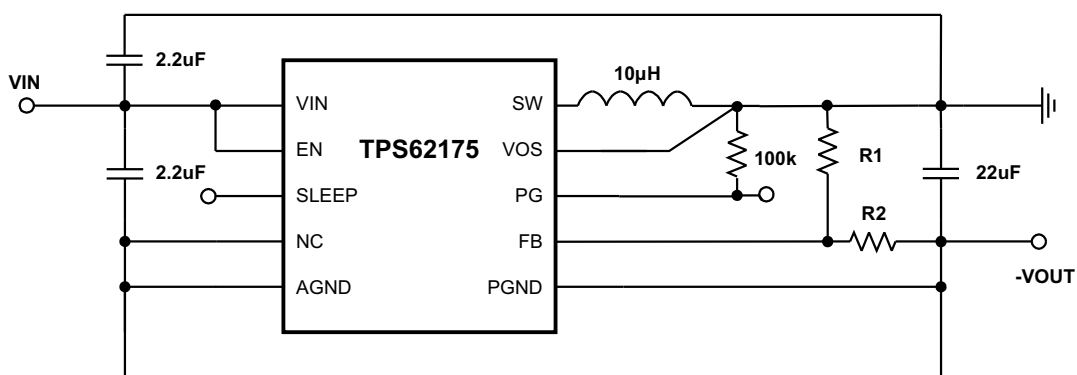 2.2uF
VIN
10µH
VIN
SW
EN
TPS62175
VOS
2.2uF
100k
R1
22uF
SLEEP
PG
R2
NC
FB
AGND
PGND
-VOUT